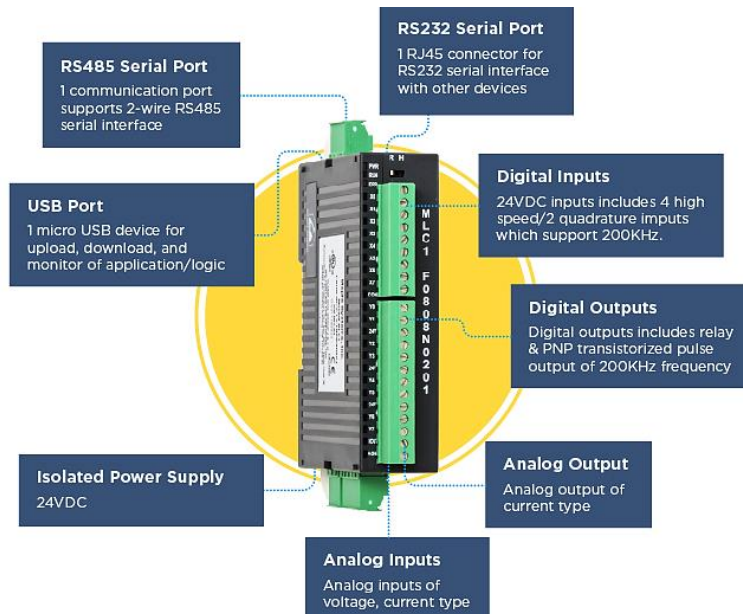 RS232 Serial Port
1 RJ45 connector for
RS232 serial interface
with other devices
RS485 Serial Port
1 communication port
supports 2-wire RS485
serial interface
Digital Inputs
24VDC inputs includes 4 high
speed/2 quadrature imputs
which support 200KHz.
USB Port
1 micro USB device for
upload, download, and
monitor of application/logic
Digital Outputs
Digital outputs includes relay
& PNP transistorized pulse
output of 200KHz frequency
Isolated Power Supply
24VDC
Analog Output
Analog output of
current type
Analog Inputs
Analog inputs of
voltage, current type
R H
PWR
RUN
MLC1 F0808N0201